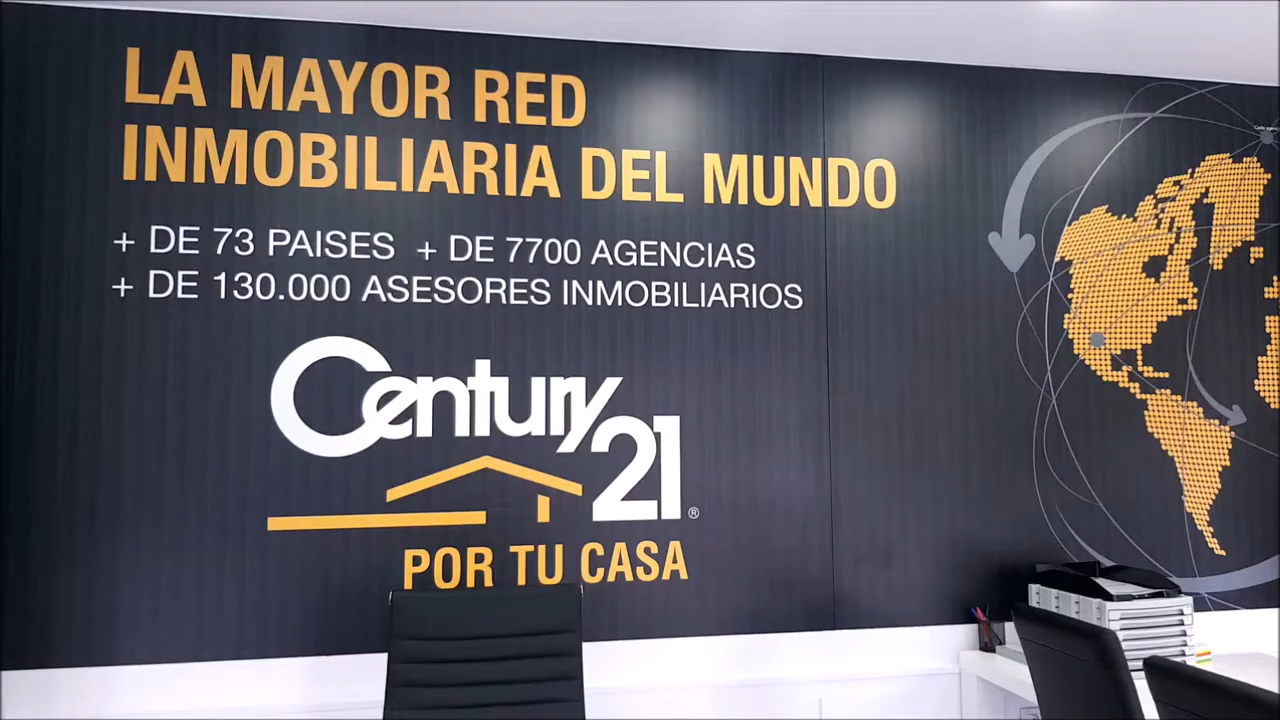 LA MAYOR RED
INMOBILIARIA DEL MUNDO
+ DE 73 PAISES + DE 7700 AGENCIAS
+ DE 130.000 ASESORES INMOBILIARIOS
Century
21®
POR TU CASA